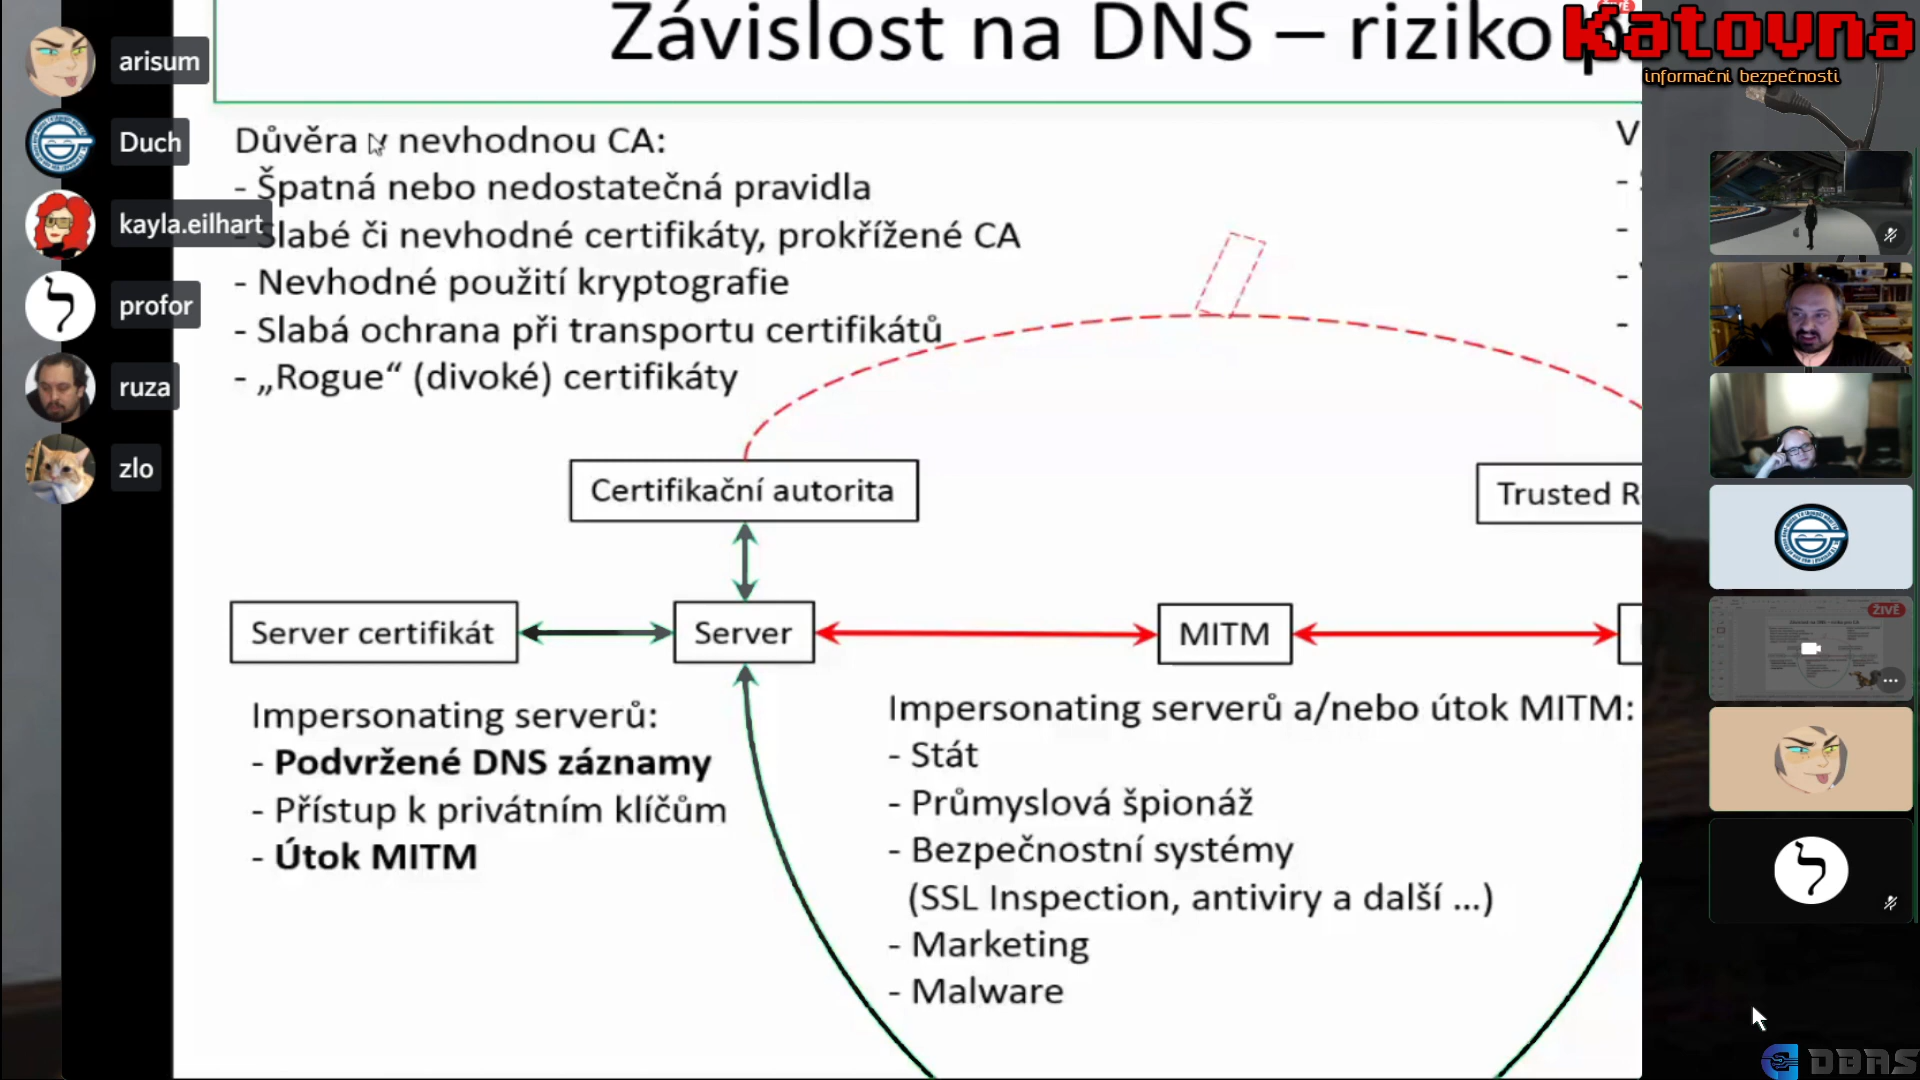 Závislost na DNS – riziko
Katovna
informační bezpečnosti
arisum
Duch
kayla.eilhart
profor
ruza
zlo
Důvěra v nevhodnou CA:
- Špatná nebo nedostatečná pravidla
- Slabé či nevhodné certifikáty, prokřížené CA
- Nevhodné použití kryptografie
- Slabá ochrana při transportu certifikátů
- „Rogue“ (divoké) certifikáty
V
-
-
-
-
Certifikační autorita
Trusted R
Server certifikát
Server
MITM
Impersonating serverů:
- Podvržené DNS záznamy
- Přístup k privátním klíčům
- Útok MITM
Impersonating serverů a/nebo útok MITM:
- Stát
- Průmyslová špionáž
- Bezpečnostní systémy
(SSL Inspection, antiviry a další ...)
- Marketing
- Malware
ŽIVĚ
DBAS